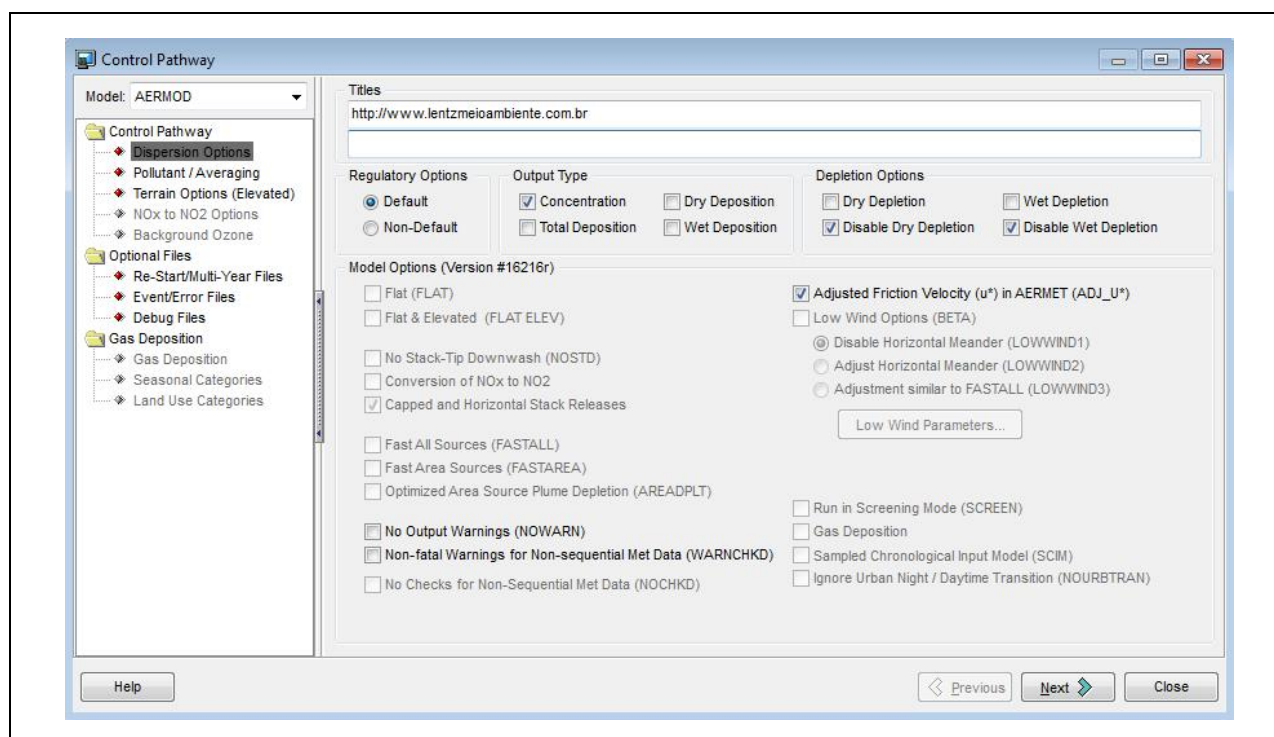 Control Pathway
Model: AERMOD
Control Pathway
Dispersion Options
Pollutant / Averaging
Terrain Options (Elevated)
NOx to NO2 Options
Background Ozone
Optional Files
Re-Start/Multi-Year Files
Event/Error Files
Debug Files
Gas Deposition
Gas Deposition
Seasonal Categories
Land Use Categories
Titles
http://www.lentzmeioambiente.com.br
Regulatory Options
Default
Non-Default
Output Type
Concentration
Dry Deposition
Total Deposition
Wet Deposition
Depletion Options
Dry Depletion
Wet Depletion
Disable Dry Depletion
Disable Wet Depletion
Model Options (Version #16216r)
Flat (FLAT)
Flat & Elevated (FLAT ELEV)
No Stack-Tip Downwash (NOSTD)
Conversion of NOx to NO2
Capped and Horizontal Stack Releases
Fast All Sources (FASTALL)
Fast Area Sources (FASTAREA)
Optimized Area Source Plume Depletion (AREADPLT)
No Output Warnings (NOWARN)
Non-fatal Warnings for Non-sequential Met Data (WARNCHKD)
No Checks for Non-Sequential Met Data (NOCHKD)
Adjusted Friction Velocity (u*) in AERMET (ADJ_U*)
Low Wind Options (BETA)
Disable Horizontal Meander (LOWWIND1)
Adjust Horizontal Meander (LOWWIND2)
Adjustment similar to FASTALL (LOWWIND3)
Low Wind Parameters...
Run in Screening Mode (SCREEN)
Gas Deposition
Sampled Chronological Input Model (SCIM)
Ignore Urban Night / Daytime Transition (NOURBTRAN)
Help
Previous
Next
Close